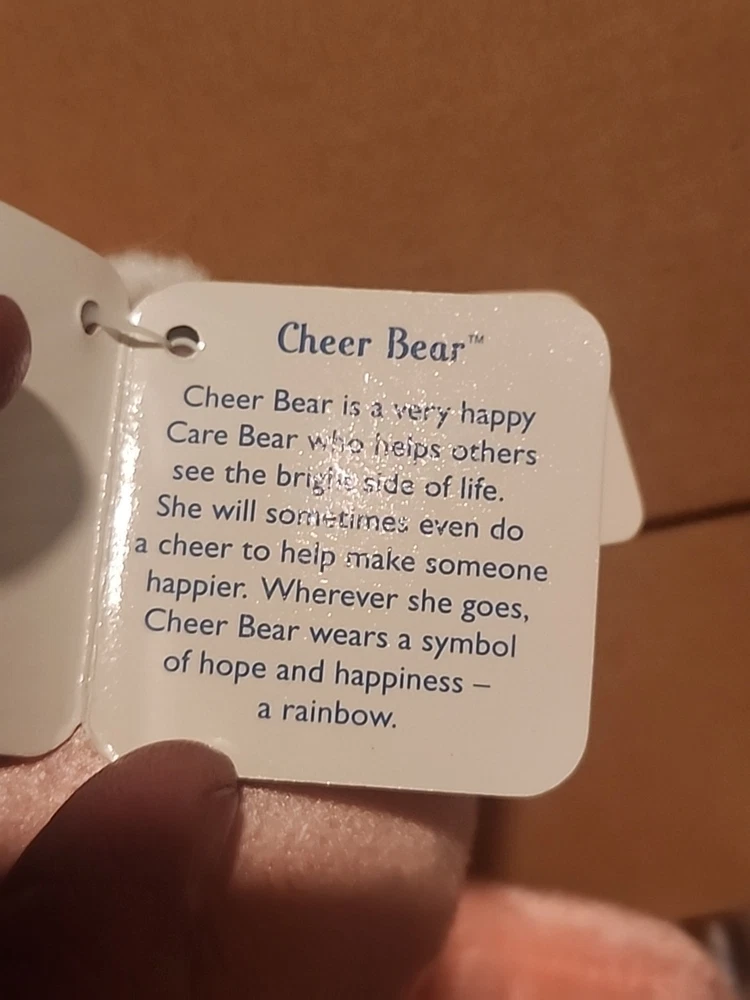 Cheer Bear™
Cheer Bear is a very happy
Care Bear who helps others
see the bright side of life.
She will sometimes even do
a cheer to help make someone
happier. Wherever she goes,
Cheer Bear wears a symbol
of hope and happiness –
a rainbow.